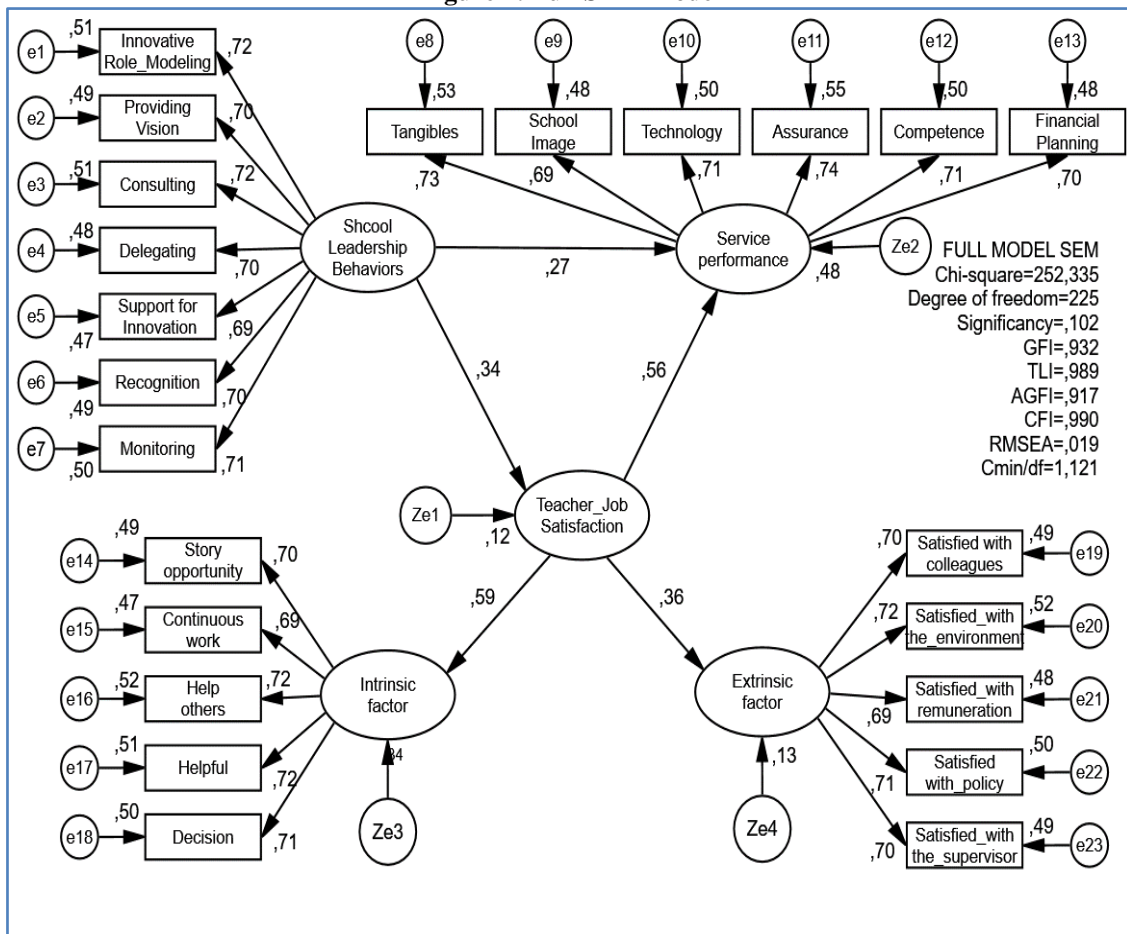 e1
,51
Innovative
Role_Modeling
,72
e2
,49
Providing
Vision
,70
e3
,51
Consulting
,72
e4
,48
Delegating
,70
e5
,47
Support for
Innovation
,69
e6
,49
Recognition
,70
e7
,50
Monitoring
,71
Shcool
Leadership
Behaviors
e8
e9
e10
e11
e12
e13
,53
,48
,50
,55
,50
,48
Tangibles
School
Image
Technology
Assurance
Competence
Financial
Planning
,73
,69
,71
,74
,71
,70
Service
performance
Ze2
,48
,27
,34
,56
FULL MODEL SEM
Chi-square=252,335
Degree of freedom=225
Significancy=,102
GFI=,932
TLI=,989
AGFI=,917
CFI=,990
RMSEA=,019
Cmin/df=1,121
Ze1
,12
Teacher_Job
Satisfaction
,59
,36
e14
,49
Story
opportunity
,70
e15
,47
Continuous
work
,69
e16
,52
Help
others
,72
e17
,51
Helpful
,72
e18
,50
Decision
,71
Intrinsic
factor
Ze3
Extrinsic
factor
,13
Ze4
,70
Satisfied with
colleagues
,49
e19
,72
Satisfied_with
the_environment
,52
e20
,69
Satisfied_with
remuneration
,48
e21
,71
Satisfied
with_policy
,50
e22
,70
Satisfied_with
the_supervisor
,49
e23